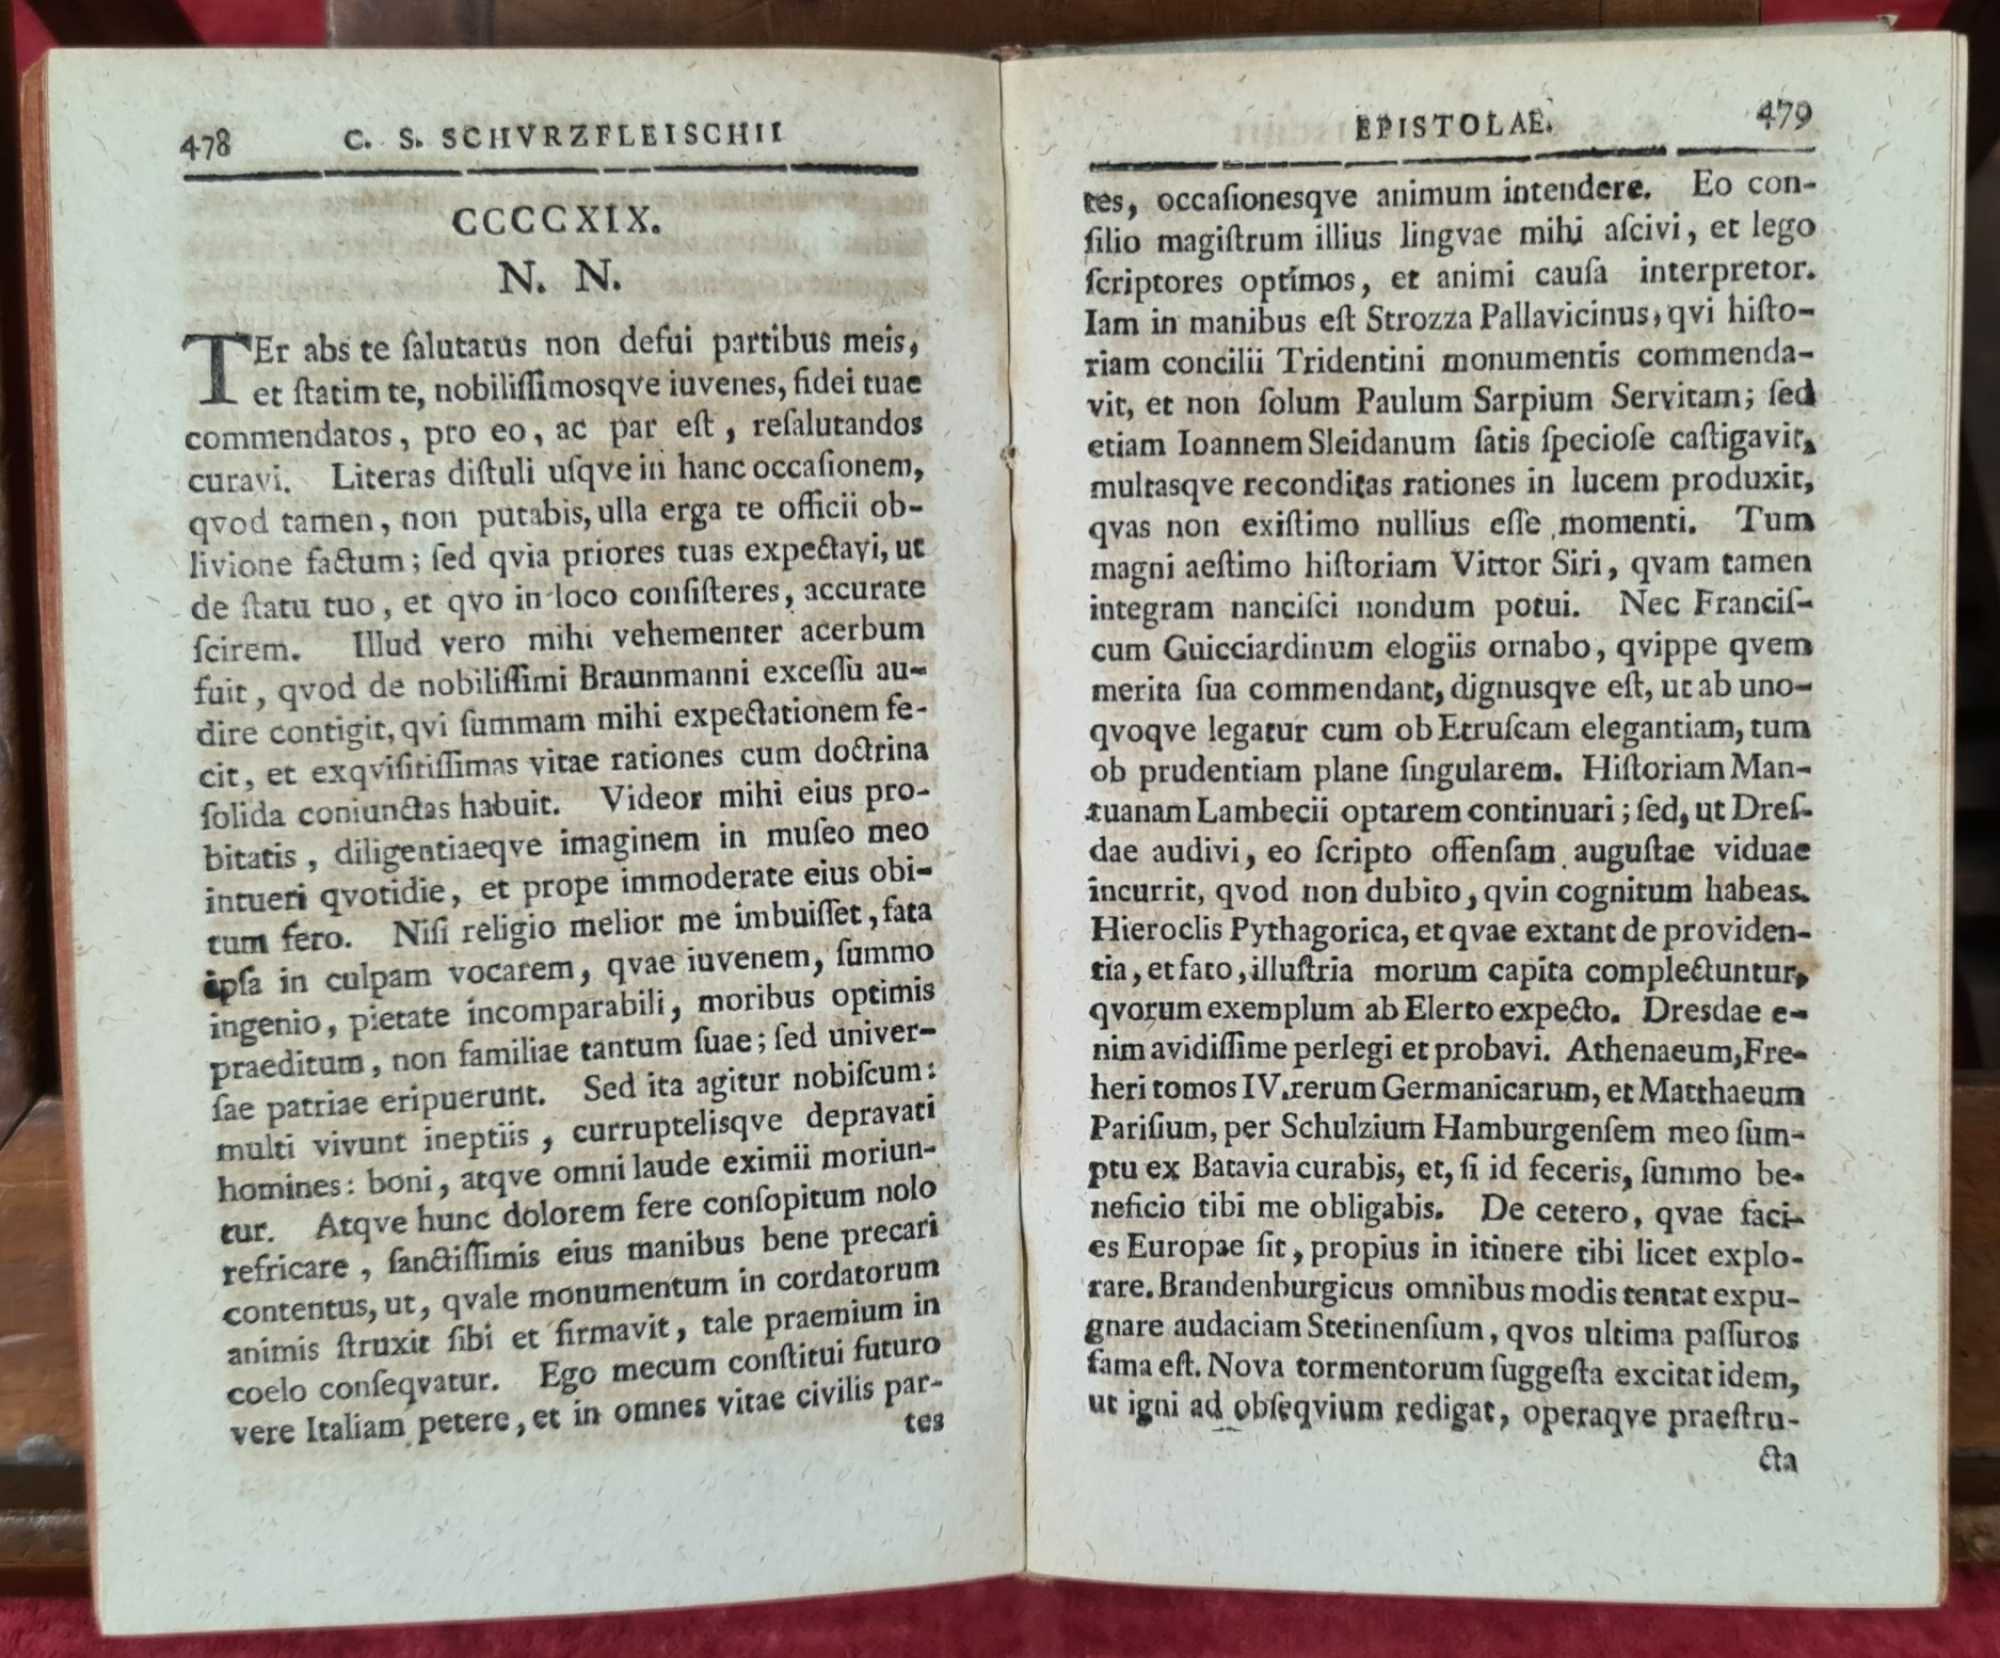 478 C. S. SCHVRZFLEISCHII
CCCCXIX.
N. N.
TEr abs te ſalutatus non defui partibus meis,
et ſtatim te, nobiliſſimosqve iuvenes, fidei tuae
commendatos, pro eo, ac par eſt, reſalutandos
curavi. Literas diſtuli uſqve in hanc occaſionem,
qvod tamen, non putabis, ulla erga te officii ob-
livione factum; ſed qvia priores tuas expectavi, ut
de ſtatu tuo, et qvo in loco conſiſteres, accurate
ſcirem. Illud vero mihi vehementer acerbum
fuit, qvod de nobiliſſimi Braunmanni exceſſu au-
dire contigit, qvi ſummam mihi expectationem fe-
cit, et exqviſitiſſimas vitae rationes cum doctrina
ſolida coniunctas habuit. Videor mihi eius pro-
bitatis, diligentiaeqve imaginem in muſeo meo
intueri qvotidie, et prope immoderate eius obi-
tum fero. Niſi religio melior me imbuiſſet, fata
ipſa in culpam vocarem, qvae iuvenem, ſummo
ingenio, pietate incomparabili, moribus optimis
praeditum, non familiae tantum ſuae; ſed univer-
ſae patriae eripuerunt. Sed ita agitur nobiſcum:
multi vivunt ineptiis, curruptelisqve depravati
homines: boni, atqve omni laude eximii moriun-
tur. Atqve hunc dolorem fere conſopitum nolo
refricare, ſanctiſſimis eius manibus bene precari
contentus, ut, qvale monumentum in cordatorum
animis ſtruxit ſibi et firmavit, tale praemium in
coelo conſeqvatur. Ego mecum conſtitui futuro
vere Italiam petere, et in omnes vitae civilis par-
tes
EPISTOLAE. 479
tes, occaſionesqve animum intendere. Eo con-
ſilio magiſtrum illius lingvae mihi aſcivi, et lego
ſcriptores optimos, et animi cauſa interpretor.
Iam in manibus eſt Strozza Pallavicinus, qvi hiſto-
riam concilii Tridentini monumentis commenda-
vit, et non ſolum Paulum Sarpium Servitam; ſed
etiam Ioannem Sleidanum ſatis ſpecioſe caſtigavit,
multasqve reconditas rationes in lucem produxit,
qvas non exiſtimo nullius eſſe momenti. Tum
magni aeſtimo hiſtoriam Vittor Siri, qvam tamen
integram nanciſci nondum potui. Nec Franciſ-
cum Guicciardinum elogiis ornabo, qvippe qvem
merita ſua commendant, dignusqve eſt, ut ab uno-
qvoqve legatur cum ob Etruſcam elegantiam, tum
ob prudentiam plane ſingularem. Hiſtoriam Man-
tuanam Lambecii optarem continuari; ſed, ut Dreſ-
dae audivi, eo ſcripto offenſam auguſtae viduae
incurrit, qvod non dubito, qvin cognitum habeas.
Hieroclis Pythagorica, et qvae extant de providen-
tia, et fato, illuſtria morum capita complectuntur,
qvorum exemplum ab Elerto expecto. Dresdae e-
nim avidiſſime perlegi et probavi. Athenaeum, Fre-
heri tomos IV. rerum Germanicarum, et Matthaeum
Pariſium, per Schulzium Hamburgenſem meo ſum-
ptu ex Batavia curabis, et, ſi id feceris, ſummo be-
neficio tibi me obligabis. De cetero, qvae faci-
es Europae ſit, propius in itinere tibi licet explo-
rare. Brandenburgicus omnibus modis tentat expu-
gnare audaciam Stetinenſium, qvos ultima paſſuros
fama eſt. Nova tormentorum ſuggeſta excitat idem,
ut igni ad obſeqvium redigat, operaqve praeſtru-
cta